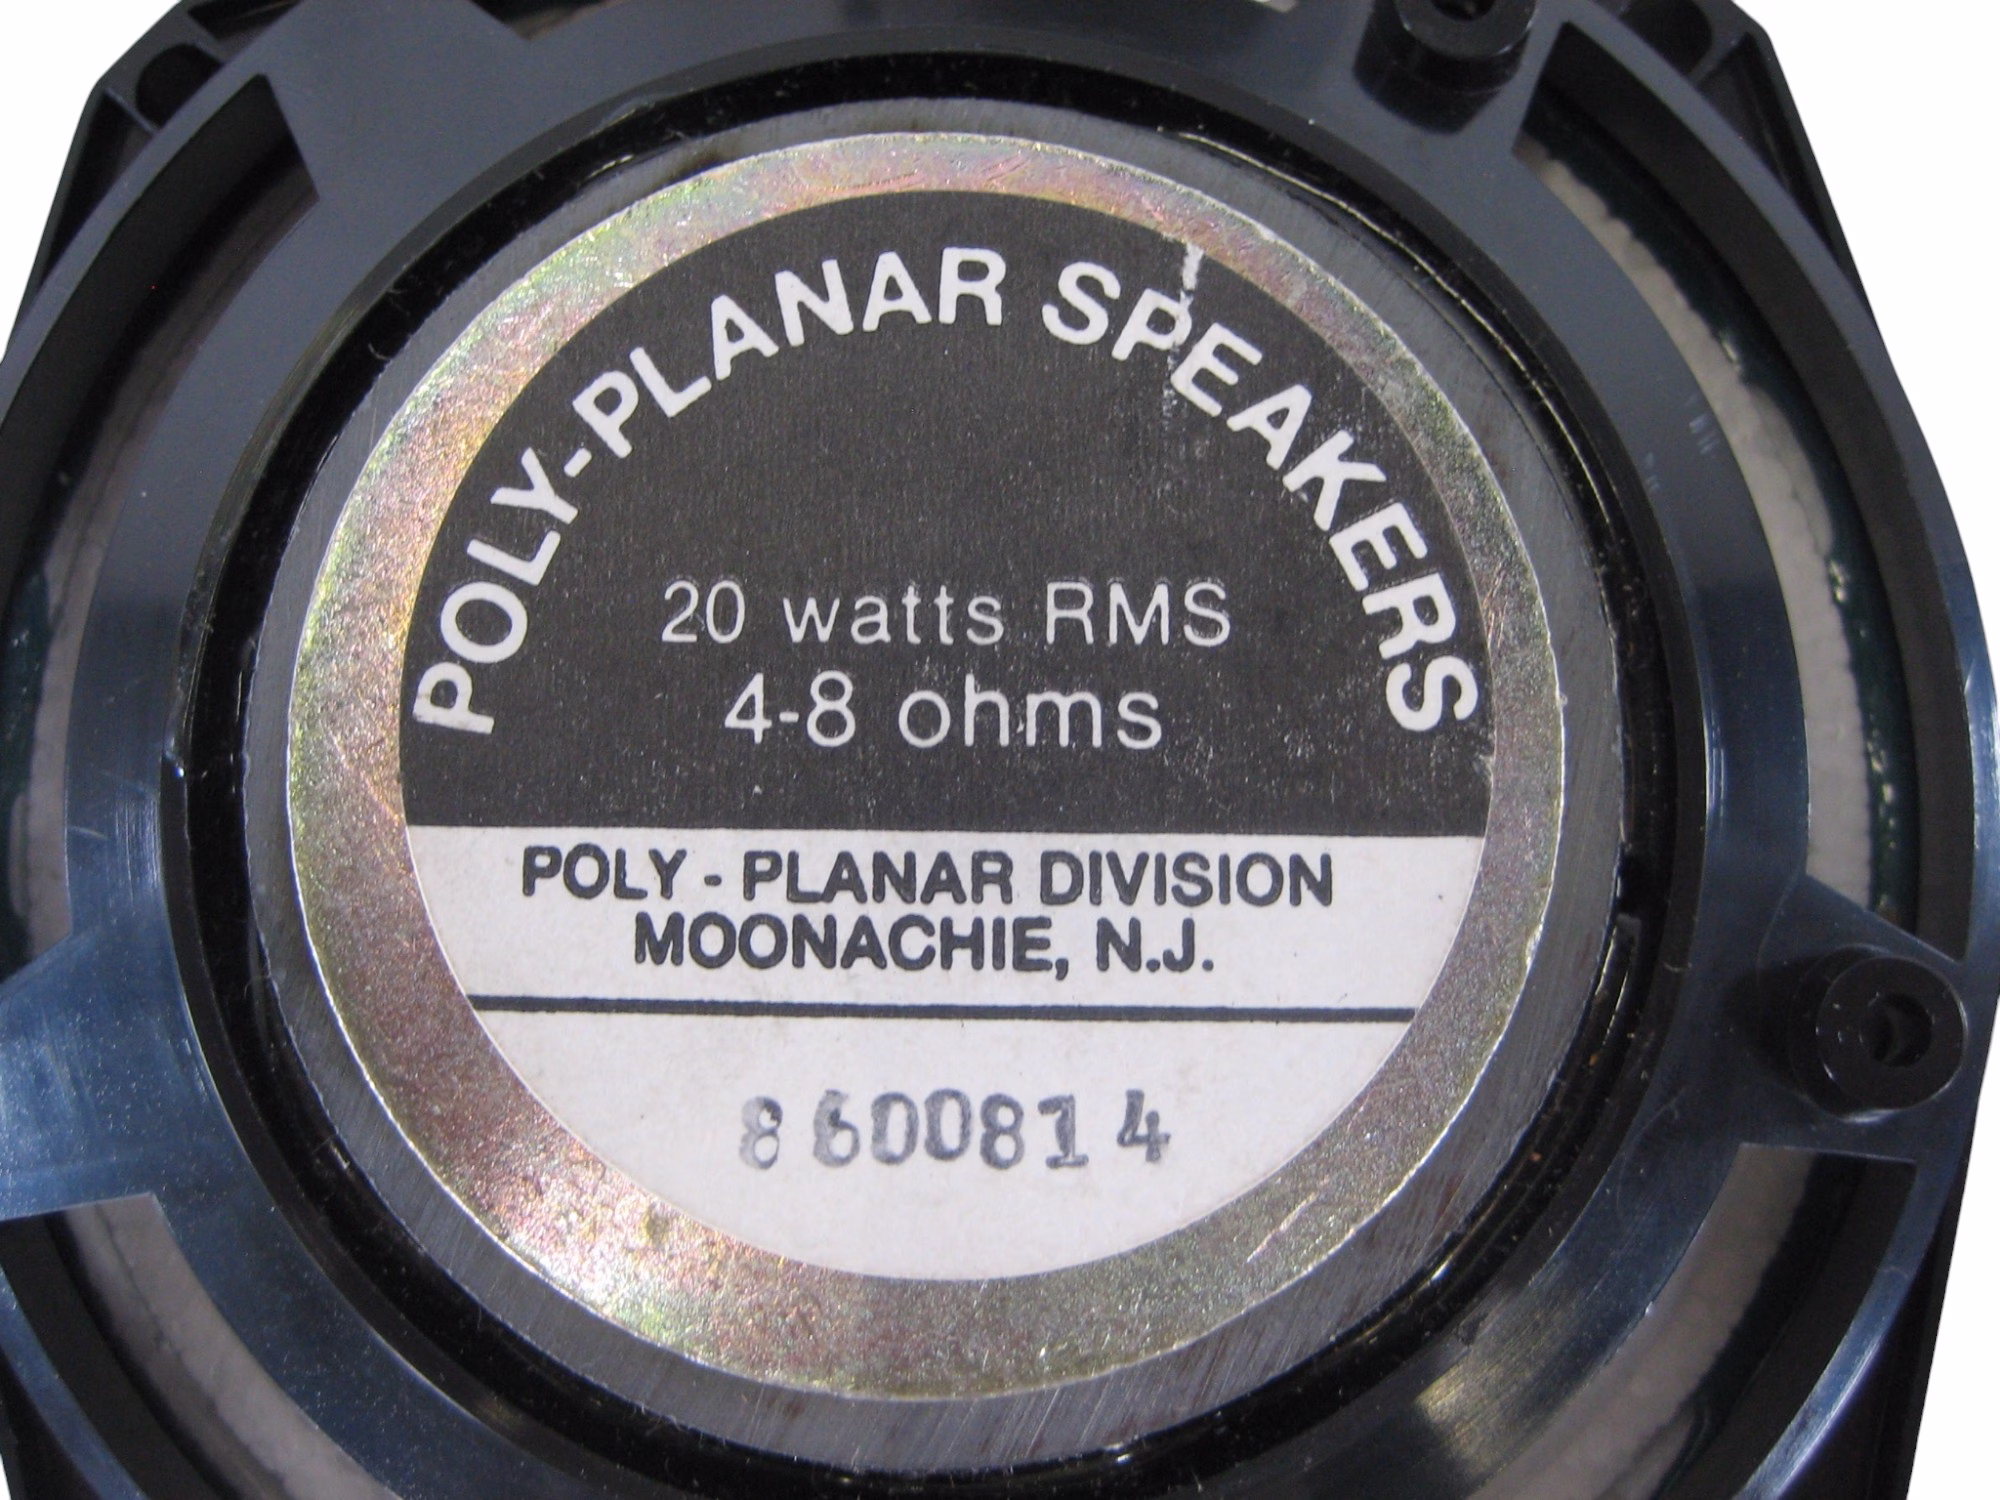 POLY-PLANAR SPEAKERS
20 watts RMS
4-8 ohms
POLY - PLANAR DIVISION
MOONACHIE, N.J.
8600814